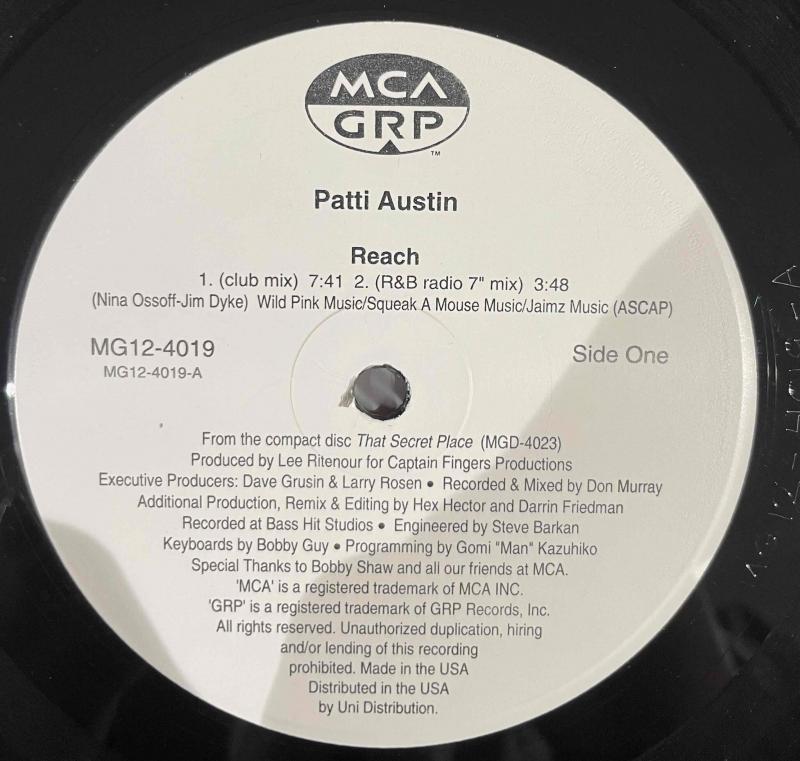 MCA
GRP
TM
Patti Austin
Reach
1. (club mix) 7:41 2. (R&B radio 7" mix) 3:48
(Nina Ossoff-Jim Dyke) Wild Pink Music/Squeak A Mouse Music/Jaimz Music (ASCAP)
MG12-4019
Side One
MG12-4019-A
From the compact disc That Secret Place (MGD-4023)
Produced by Lee Ritenour for Captain Fingers Productions
Executive Producers: Dave Grusin & Larry Rosen • Recorded & Mixed by Don Murray
Additional Production, Remix & Editing by Hex Hector and Darrin Friedman
Recorded at Bass Hit Studios • Engineered by Steve Barkan
Keyboards by Bobby Guy • Programming by Gomi "Man" Kazuhiko
Special Thanks to Bobby Shaw and all our friends at MCA.
'MCA' is a registered trademark of MCA INC.
'GRP' is a registered trademark of GRP Records, Inc.
All rights reserved. Unauthorized duplication, hiring
and/or lending of this recording
prohibited. Made in the USA
Distributed in the USA
by Uni Distribution.